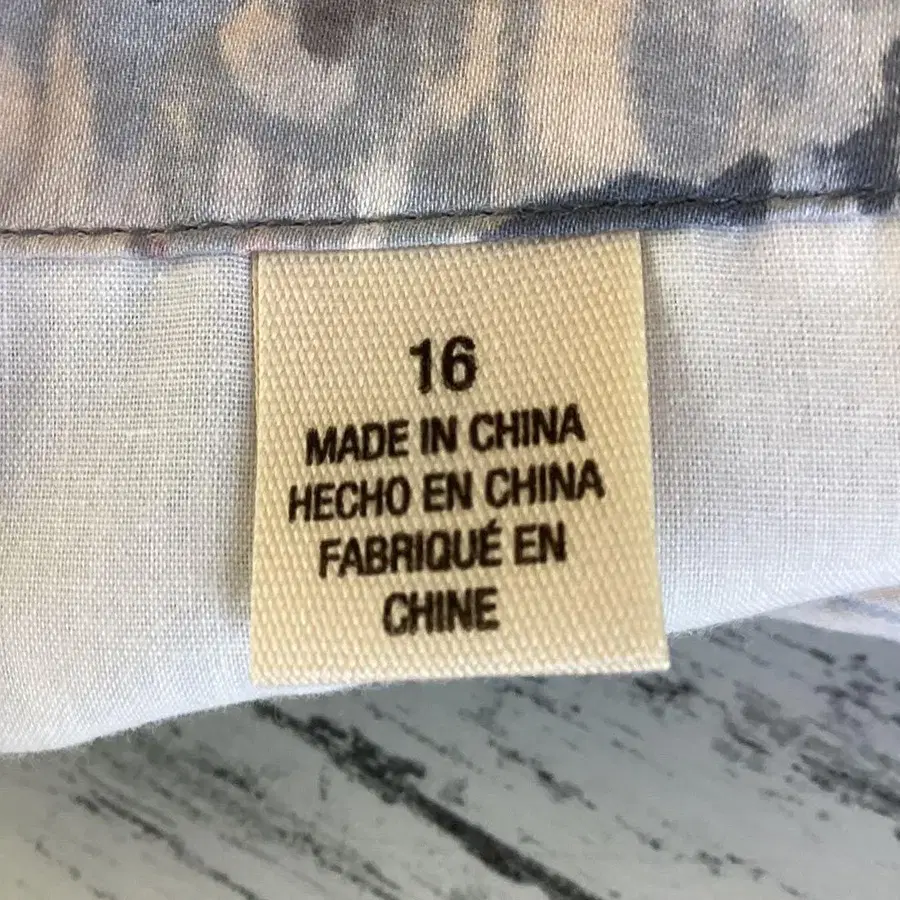 16
MADE IN CHINA
HECHO EN CHINA
FABRIQUÉ EN
CHINE